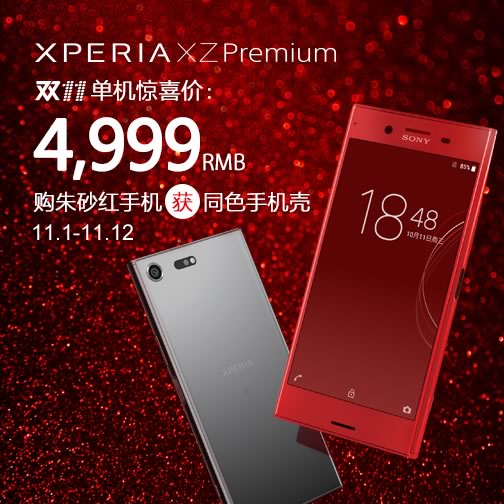 XPERIA XZ Premium
双11 单机惊喜价:
4,999RMB
购朱砂红手机 获 同色手机壳
11.1-11.12
SONY
85%
18 48
10月11日周三
XPERIA